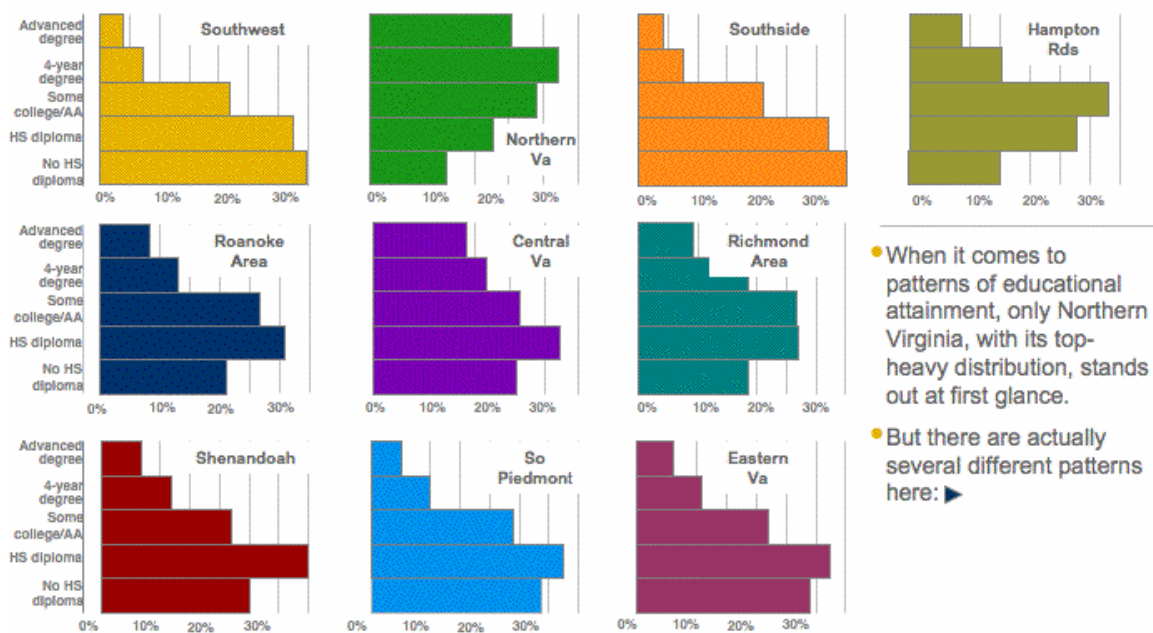 Advanced
degree
4-year
degree
Some
college/AA
HS diploma
No HS
diploma
Southwest
0% 10% 20% 30%
Northern
Va
0% 10% 20% 30%
Southside
0% 10% 20% 30%
Hampton
Rds
0% 10% 20% 30%
Advanced
degree
4-year
degree
Some
college/AA
HS diploma
No HS
diploma
Roanoke
Area
0% 10% 20% 30%
Central
Va
0% 10% 20% 30%
Richmond
Area
0% 10% 20% 30%
When it comes to
patterns of educational
attainment, only Northern
Virginia, with its top-
heavy distribution, stands
out at first glance.
But there are actually
several different patterns
here:
Advanced
degree
4-year
degree
Some
college/AA
HS diploma
No HS
diploma
Shenandoah
0% 10% 20% 30%
So
Piedmont
0% 10% 20% 30%
Eastern
Va
0% 10% 20% 30%